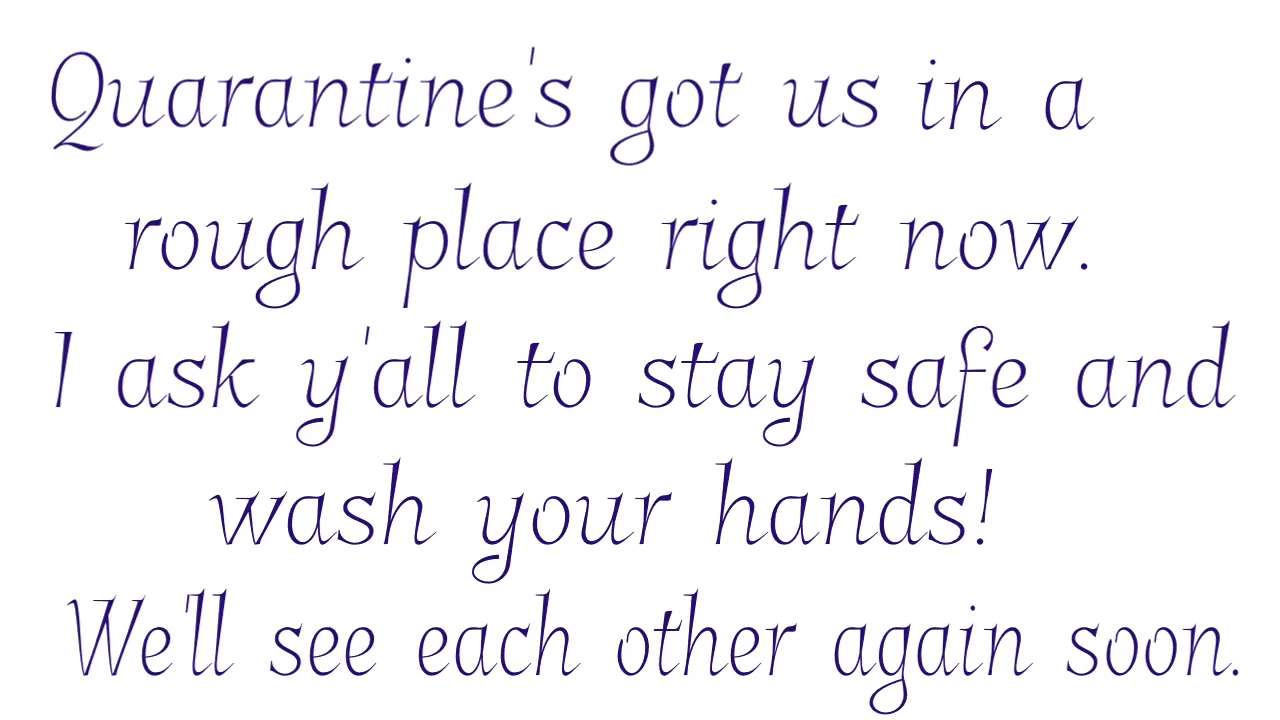 Quarantine's got us in a
rough place right now.
I ask y'all to stay safe and
wash your hands!
We'll see each other again soon.